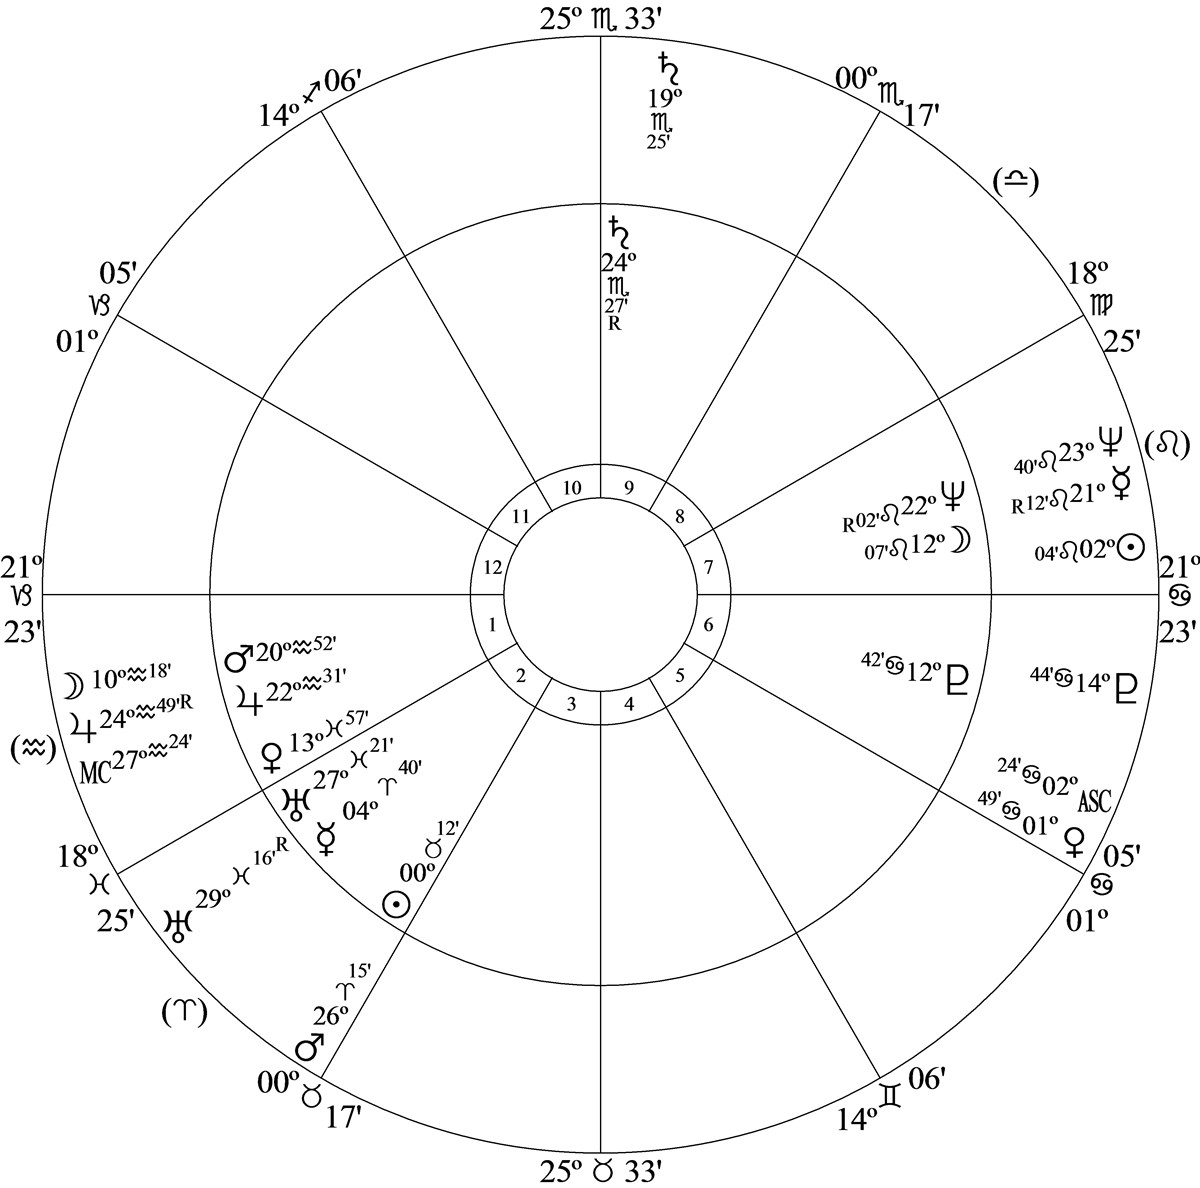 25º ♏ 33'
♄
19º
♏
25'
00º ♏ 17'
14º ♐ 06'
(♎)
♄
24º
♏
27'
R
05'
♑
01º
18º
♍
25'
(♌)
40'♌23º♆
R12'♌21º☿
04'♌02º☉
R02'♌22º♆
07'♌12º☽
10
9
11
8
12
7
21º
♑
23'
21º
♋
23'
1
6
2
5
3
4
♂20º♒52'
♃22º♒31'
♀13º♓57'
♅27º♓21'
☿04º♈40'
☉00º♉12'
☽10º♒18'
♃24º♒49'R
MC27º♒24'
(♒)
42'♋12º♇
44'♋14º♇
24'♋02º ASC
49'♋01º♀
18º
♓
25'
05'
♋
01º
♅29º♓16'R
(♈)
♂26º♈15'
00º ♉ 17'
14º ♊ 06'
25º ♉ 33'